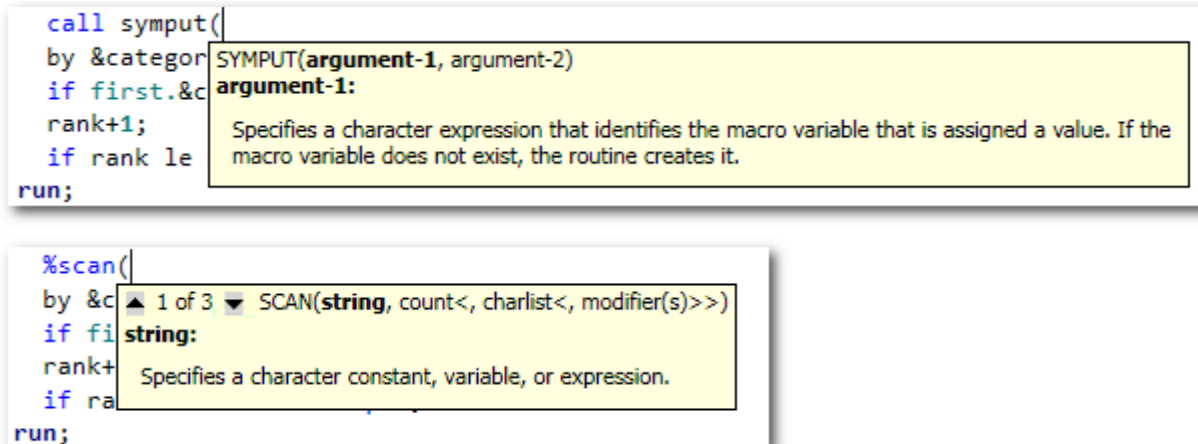 call symput(
by &categor SYMPUT(argument-1, argument-2)
if first.&c argument-1:
rank+1; Specifies a character expression that identifies the macro variable that is assigned a value. If the
if rank le macro variable does not exist, the routine creates it.
run;
%scan(
by &c ▲ 1 of 3 ▼ SCAN(string, count<, charlist<, modifier(s)>>)
if fi string:
rank+ Specifies a character constant, variable, or expression.
if ra
run;